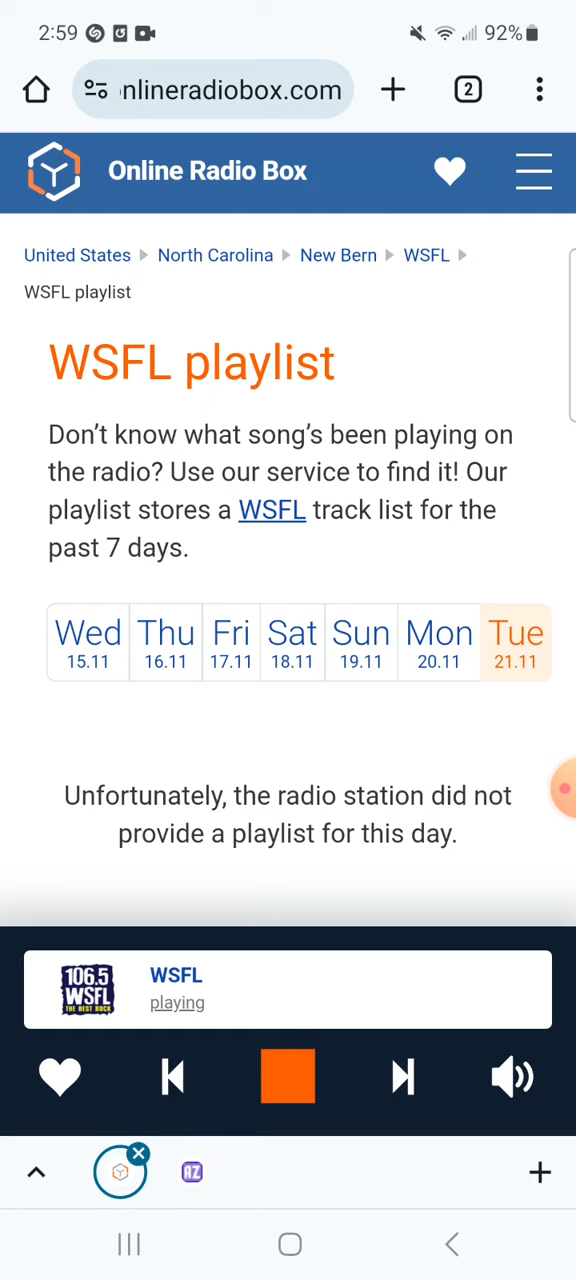 2:59 92%
nlineradiobox.com 2
Online Radio Box
United States North Carolina New Bern WSFL
WSFL playlist
WSFL playlist
Don’t know what song’s been playing on
the radio? Use our service to find it! Our
playlist stores a WSFL track list for the
past 7 days.
Wed Thu Fri Sat Sun Mon Tue
15.11 16.11 17.11 18.11 19.11 20.11 21.11
Unfortunately, the radio station did not
provide a playlist for this day.
106.5
WSFL
THE BEST ROCK
WSFL
playing
AZ